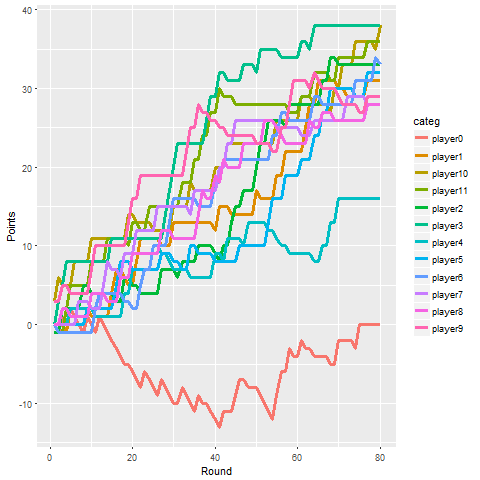 40
30
20
10
0
-10
Points
0
20
40
60
80
Round
categ
player0
player1
player10
player11
player2
player3
player4
player5
player6
player7
player8
player9